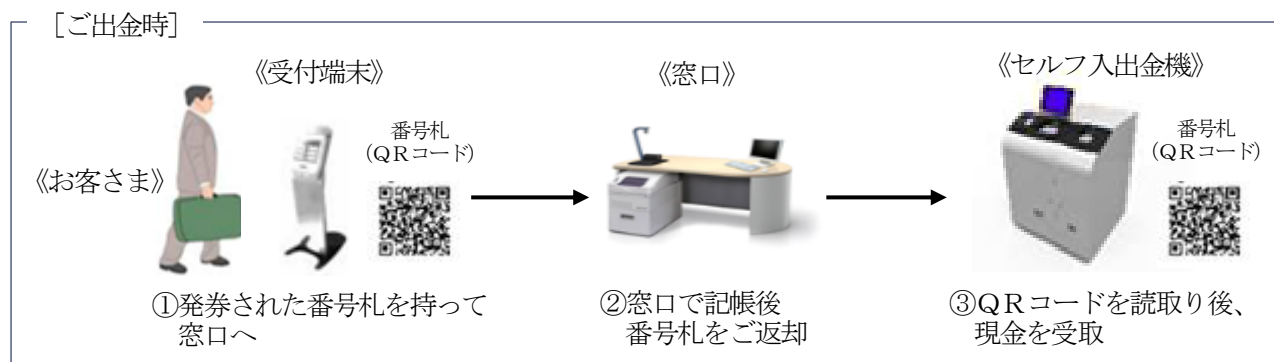 ［ご出金時］
《受付端末》
《窓口》
《セルフ入出金機》
番号札
（ＱＲコード）
番号札
（ＱＲコード）
《お客さま》
①発券された番号札を持って
窓口へ
②窓口で記帳後
番号札をご返却
③ＱＲコードを読取り後、
現金を受取